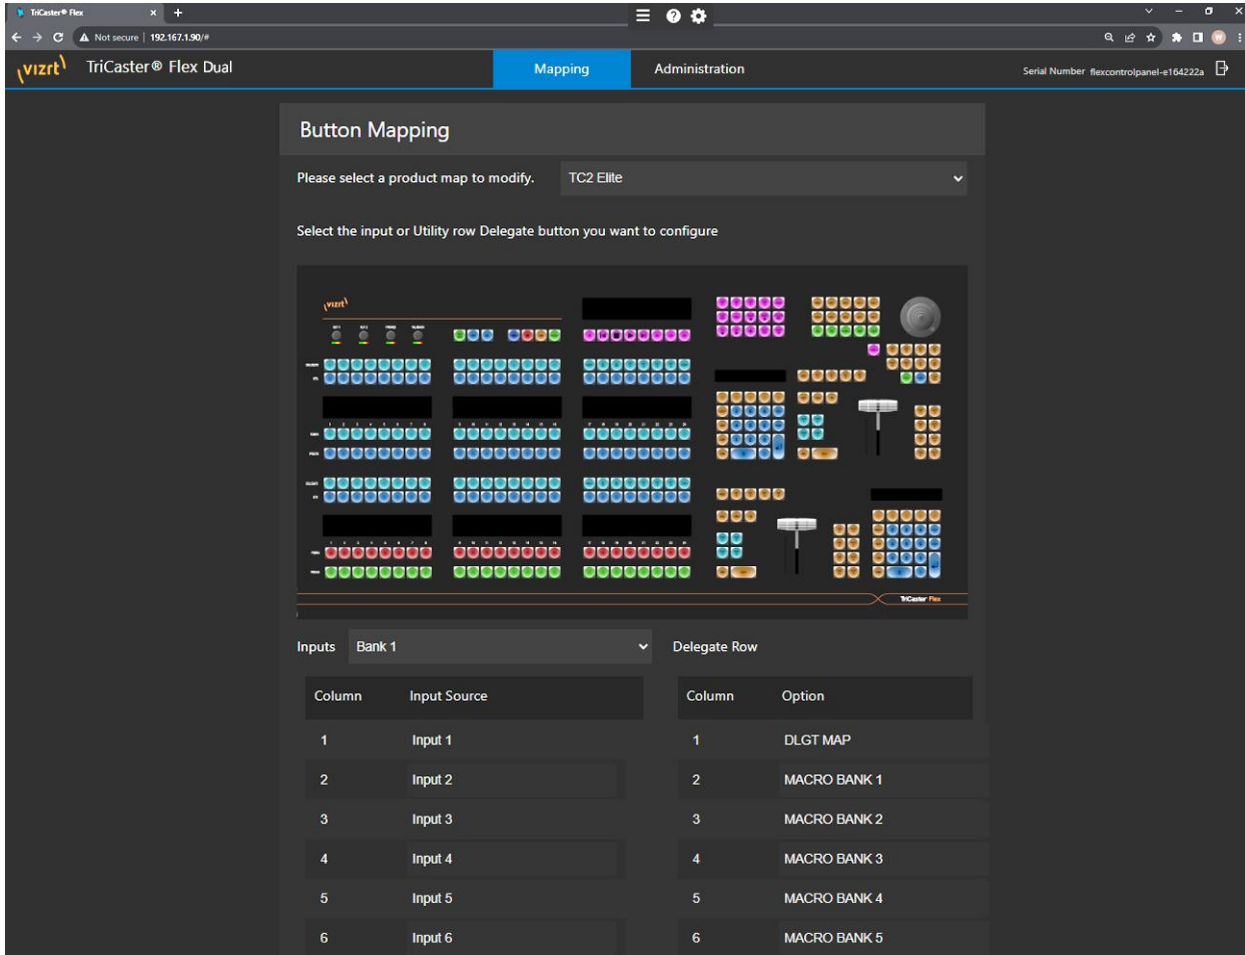 TriCaster® Flex
Not secure | 192.167.1.90/#
vizrt TriCaster® Flex Dual
Mapping
Administration
Serial Number flexcontrolpanel-e164222a
Button Mapping
Please select a product map to modify. TC2 Elite
Select the input or Utility row Delegate button you want to configure
vizrt
TriCaster Flex
Inputs Bank 1 Delegate Row
Column Input Source Column Option
1 Input 1 1 DLGT MAP
2 Input 2 2 MACRO BANK 1
3 Input 3 3 MACRO BANK 2
4 Input 4 4 MACRO BANK 3
5 Input 5 5 MACRO BANK 4
6 Input 6 6 MACRO BANK 5